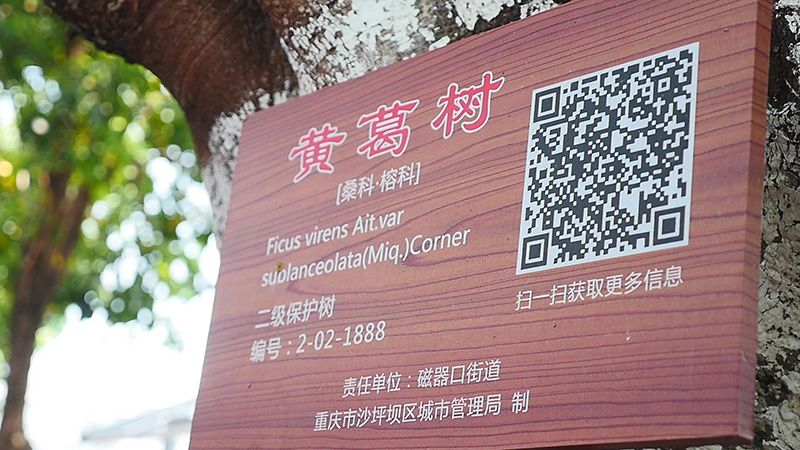 黄葛树
[桑科·榕科]
Ficus virens Ait.var
suolanceolata(Miq.)Corner
二级保护树
编号：2-02-1888
扫一扫获取更多信息
责任单位：磁器口街道
重庆市沙坪坝区城市管理局 制